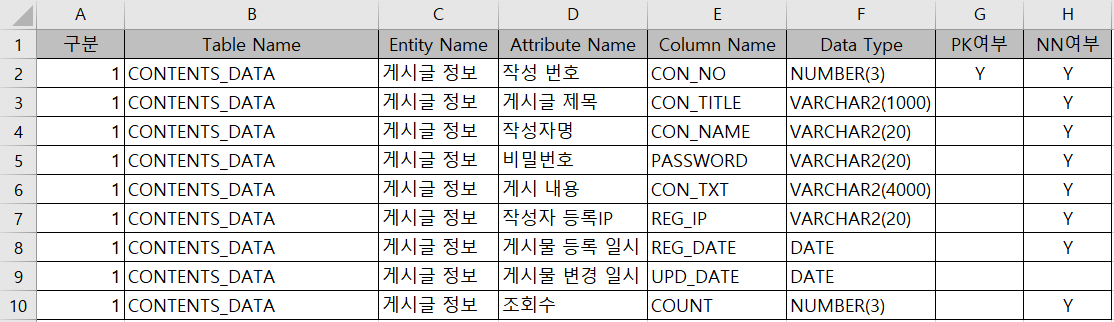 A B C D E F G H
1 구분 Table Name Entity Name Attribute Name Column Name Data Type PK여부 NN여부
2 1 CONTENTS_DATA 게시글 정보 작성 번호 CON_NO NUMBER(3) Y Y
3 1 CONTENTS_DATA 게시글 정보 게시글 제목 CON_TITLE VARCHAR2(1000) Y
4 1 CONTENTS_DATA 게시글 정보 작성자명 CON_NAME VARCHAR2(20) Y
5 1 CONTENTS_DATA 게시글 정보 비밀번호 PASSWORD VARCHAR2(20) Y
6 1 CONTENTS_DATA 게시글 정보 게시 내용 CON_TXT VARCHAR2(4000) Y
7 1 CONTENTS_DATA 게시글 정보 작성자 등록IP REG_IP VARCHAR2(20) Y
8 1 CONTENTS_DATA 게시글 정보 게시물 등록 일시 REG_DATE DATE Y
9 1 CONTENTS_DATA 게시글 정보 게시물 변경 일시 UPD_DATE DATE
10 1 CONTENTS_DATA 게시글 정보 조회수 COUNT NUMBER(3) Y